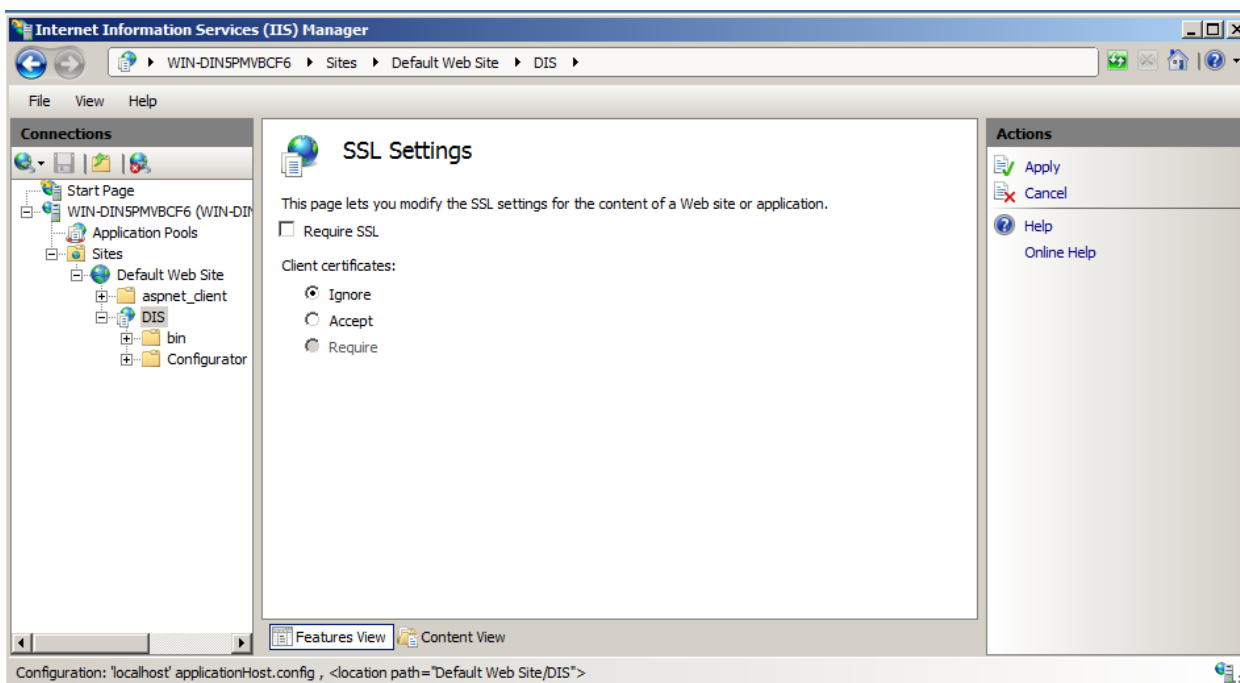 Internet Information Services (IIS) Manager
WIN-DIN5PMVBCF6 Sites Default Web Site DIS
File View Help
Connections
Start Page
WIN-DIN5PMVBCF6 (WIN-DIN
Application Pools
Sites
Default Web Site
aspnet_client
DIS
bin
Configurator
SSL Settings
This page lets you modify the SSL settings for the content of a Web site or application.
Require SSL
Client certificates:
Ignore
Accept
Require
Features View Content View
Actions
Apply
Cancel
Help
Online Help
Configuration: 'localhost' applicationHost.config , <location path="Default Web Site/DIS">